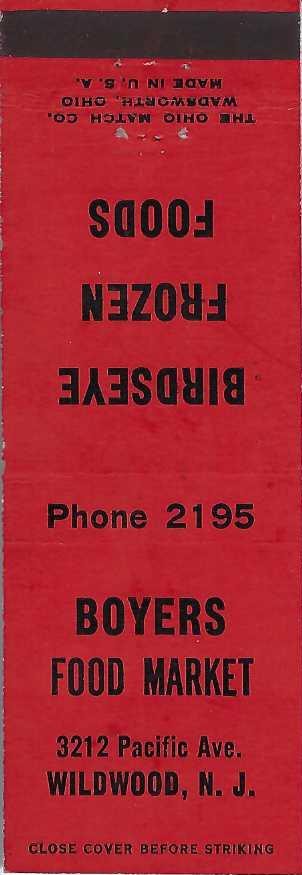 THE OHIO MATCH CO.
WADSWORTH, OHIO
MADE IN U. S. A.
BIRDSEYE
FROZEN
FOODS
Phone 2195
BOYERS
FOOD MARKET
3212 Pacific Ave.
WILDWOOD, N. J.
CLOSE COVER BEFORE STRIKING